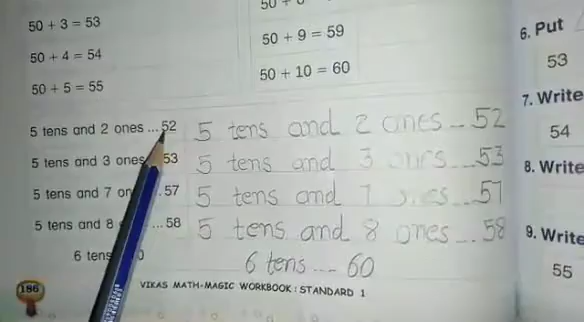 50 + 3 = 53
50 + 4 = 54
50 + 5 = 55
50 + 9 = 59
50 + 10 = 60
5 tens and 2 ones ... 52 5 tens and 2 ones ... 52
5 tens and 3 ones 53 5 tens and 3 ones ... 53
5 tens and 7 .57 5 tens and 7 ones ... 57
5 tens and 8 ... 58 5 tens and 8 ones ... 58
6 tens 0 6 tens ... 60
186 VIKAS MATH-MAGIC WORKBOOK : STANDARD 1
6. Put
53
7. Write
54
8. Write
9. Write
55